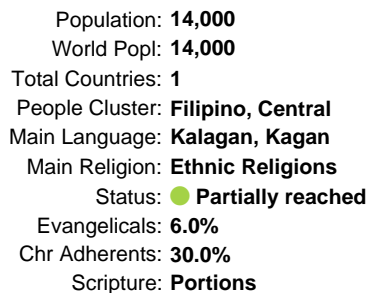 Population: 14,000
World Popl: 14,000
Total Countries: 1
People Cluster: Filipino, Central
Main Language: Kalagan, Kagan
Main Religion: Ethnic Religions
Status: Partially reached
Evangelicals: 6.0%
Chr Adherents: 30.0%
Scripture: Portions